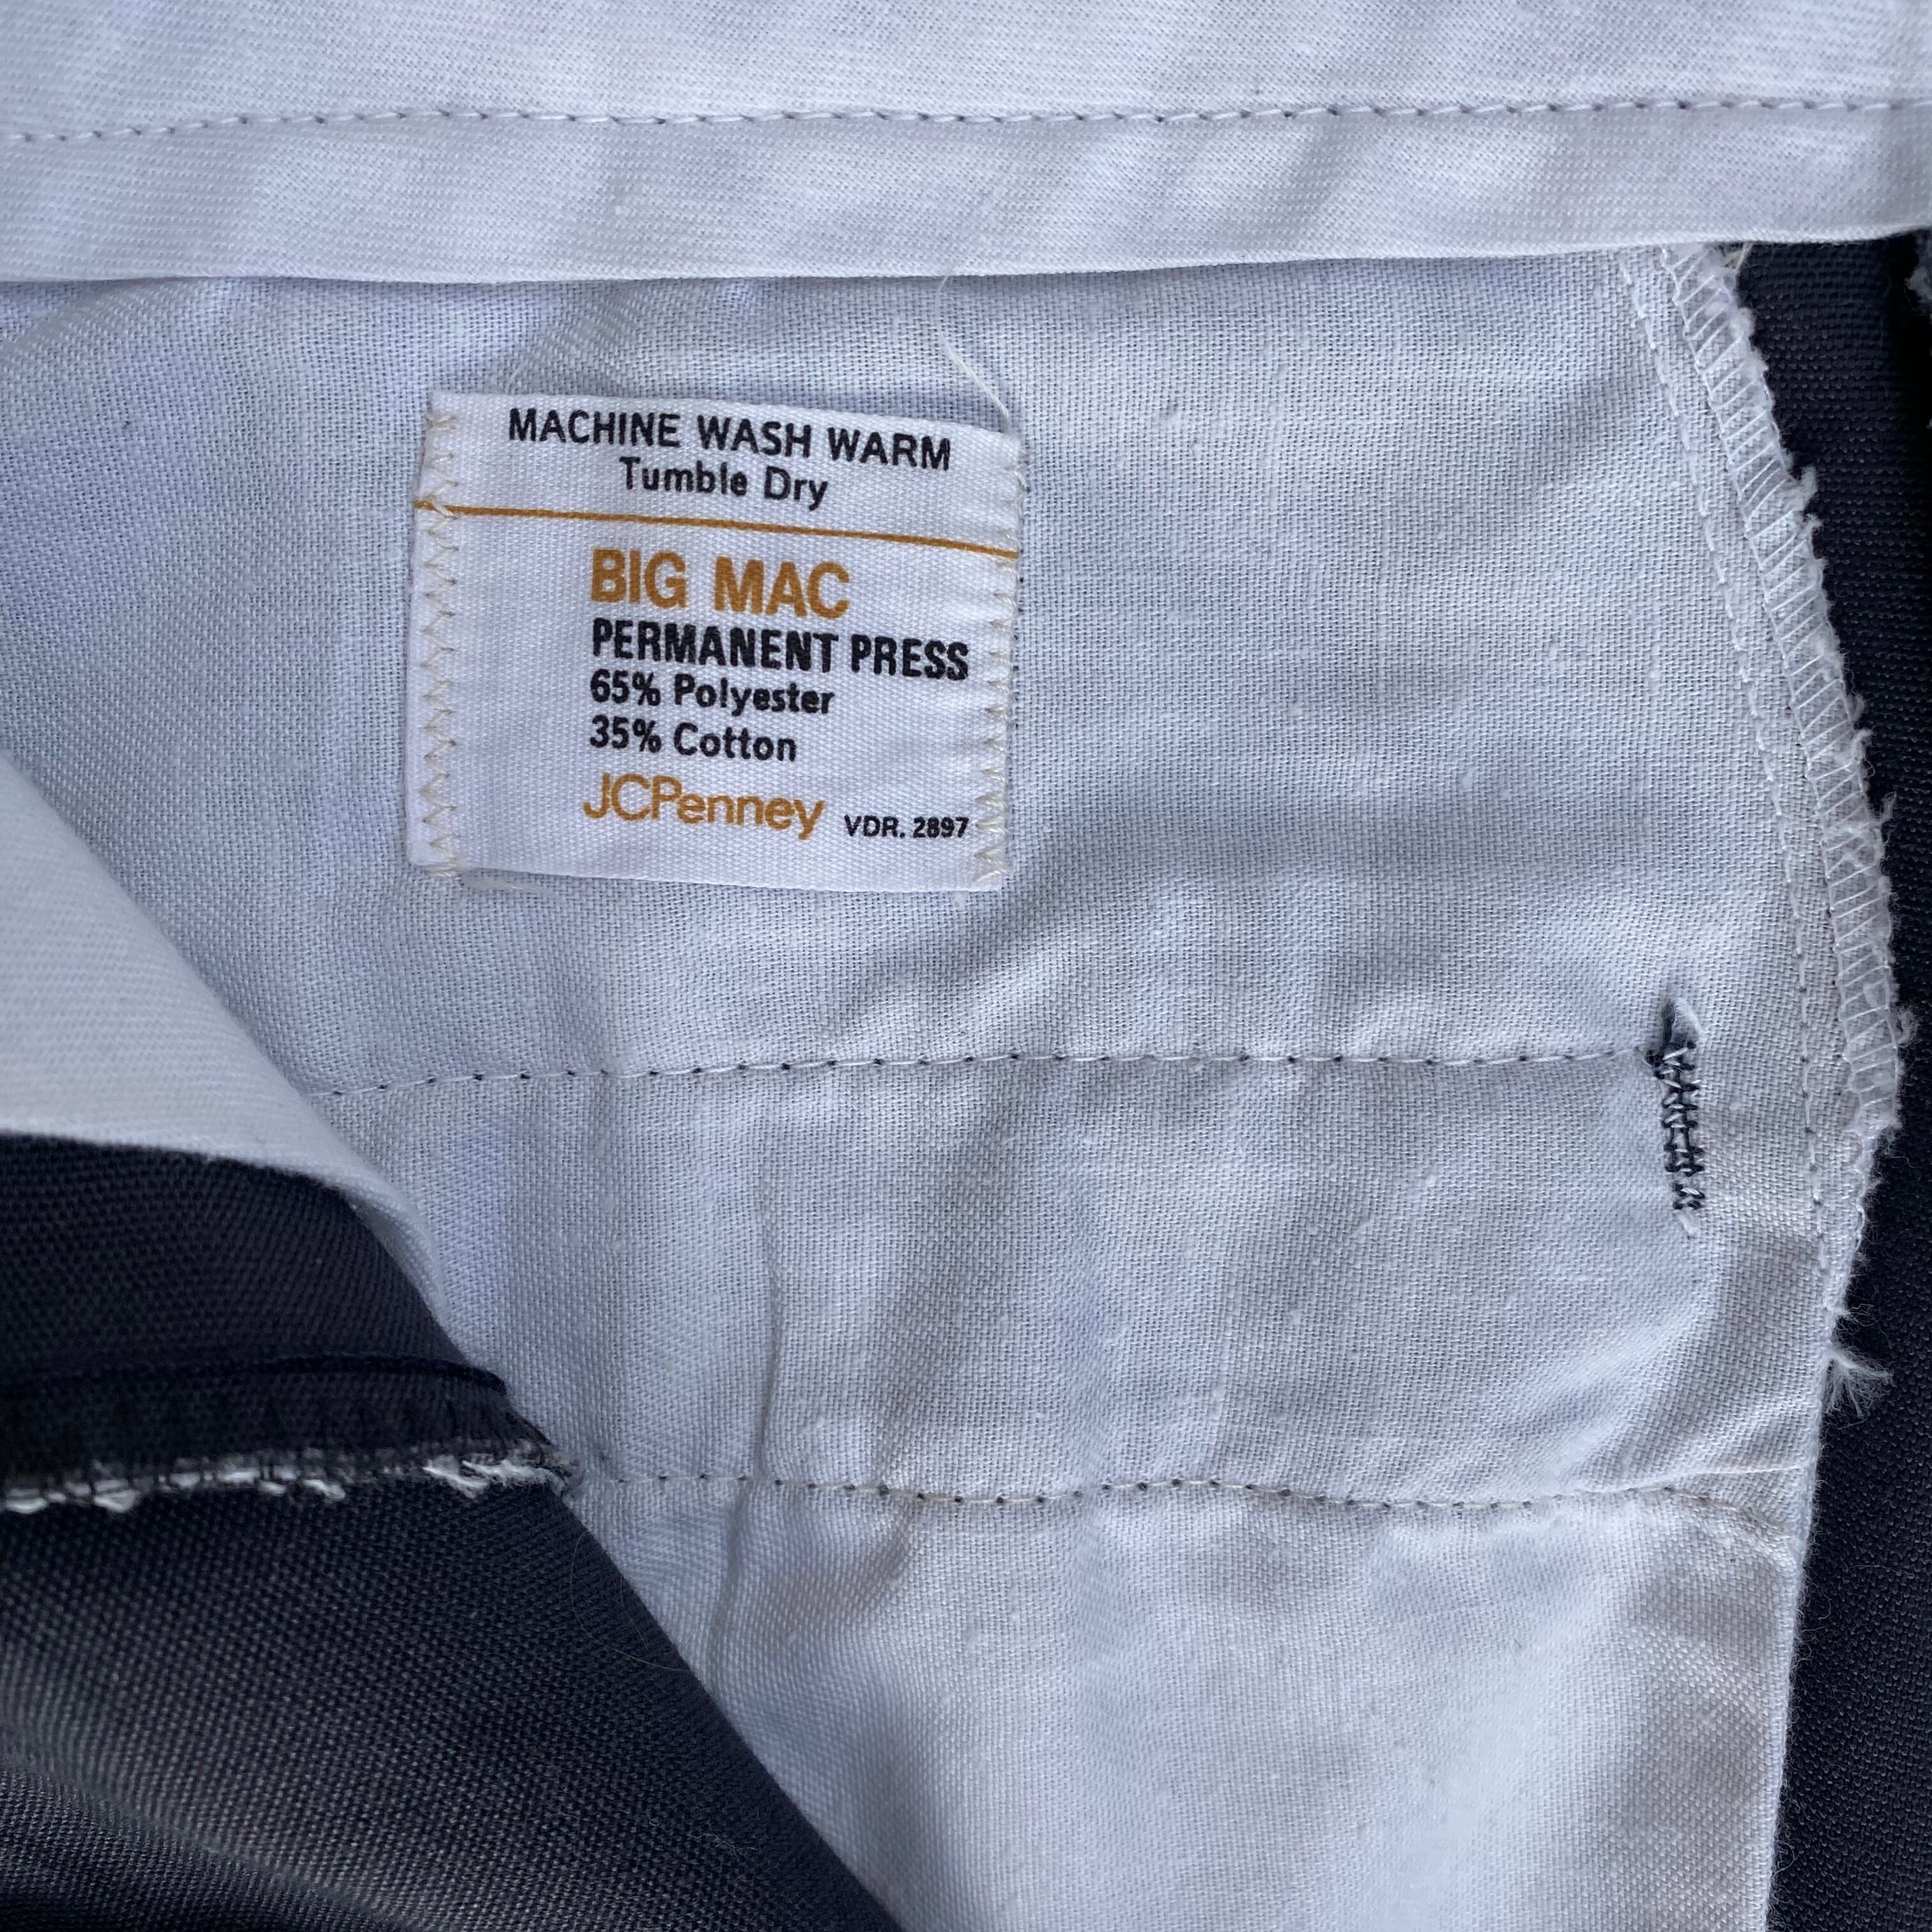 MACHINE WASH WARM
Tumble Dry
BIG MAC
PERMANENT PRESS
65% Polyester
35% Cotton
JCPenney VDR. 2897